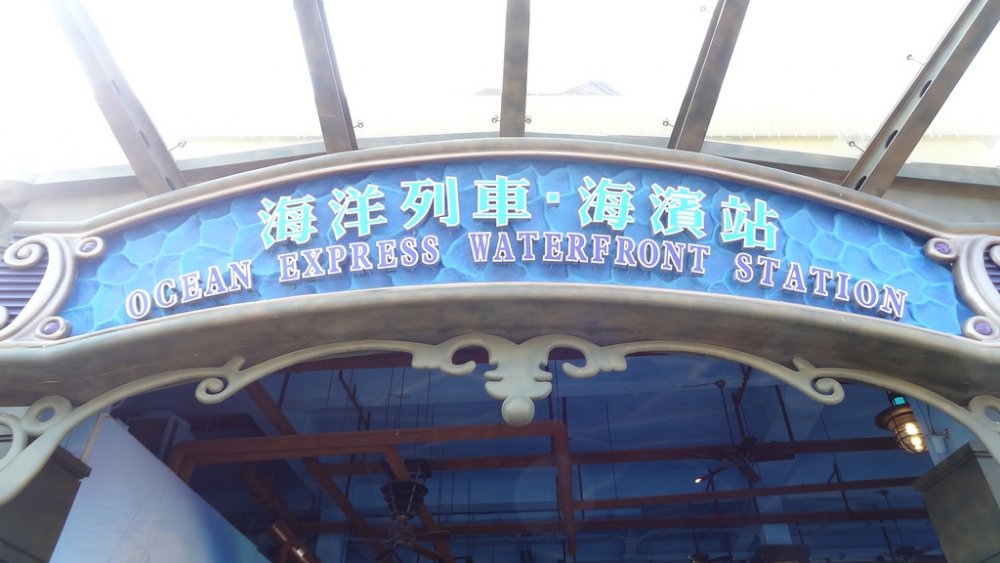 海洋列車·海濱站
OCEAN EXPRESS WATERFRONT STATION